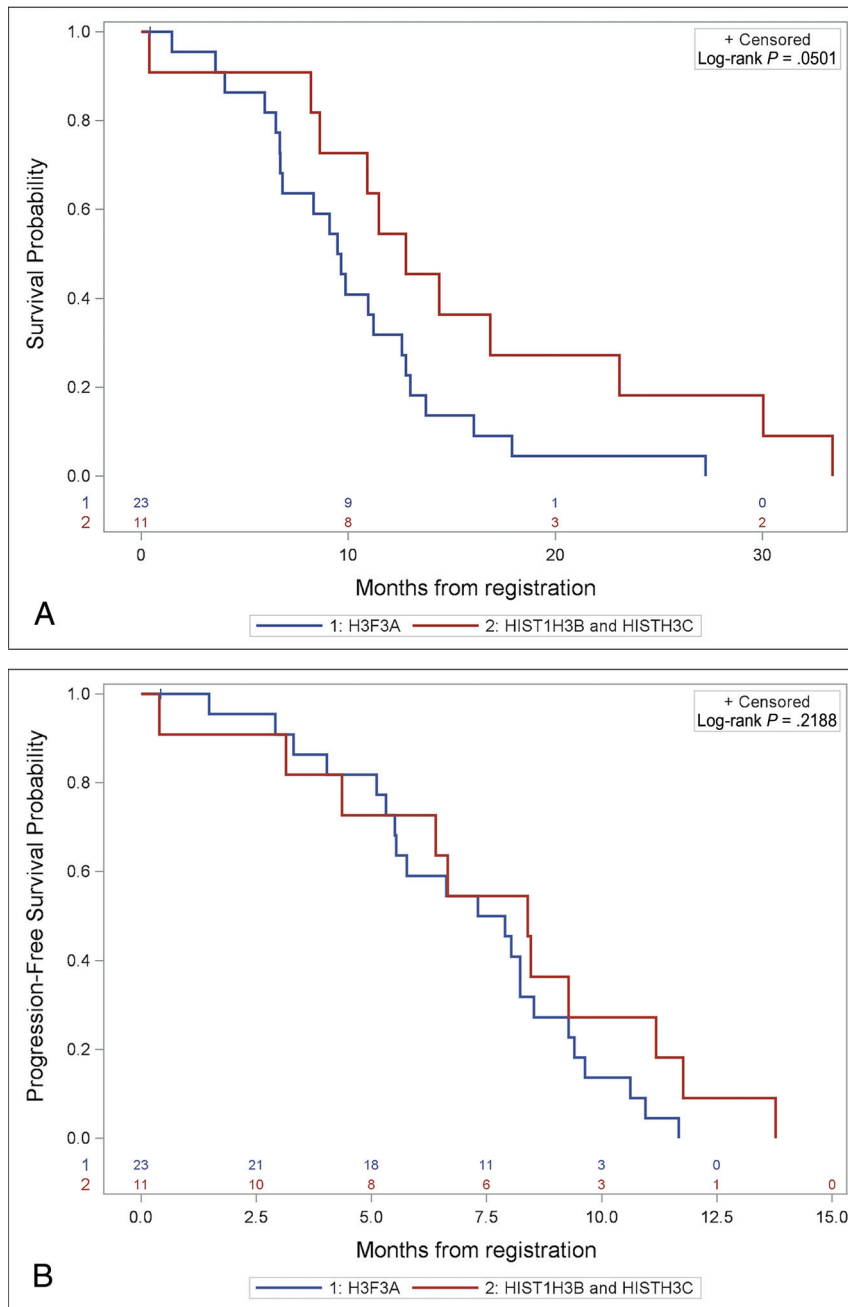 + Censored
Log-rank P = .0501
Survival Probability
1.0
0.8
0.6
0.4
0.2
0.0
1 23 9 1 0
2 11 8 3 2
0 10 20 30
Months from registration
A
1: H3F3A 2: HIST1H3B and HISTH3C
+ Censored
Log-rank P = .2188
Progression-Free Survival Probability
1.0
0.8
0.6
0.4
0.2
0.0
1 23 21 18 11 3 0
2 11 10 8 6 3 1 0
0.0 2.5 5.0 7.5 10.0 12.5 15.0
Months from registration
B
1: H3F3A 2: HIST1H3B and HISTH3C